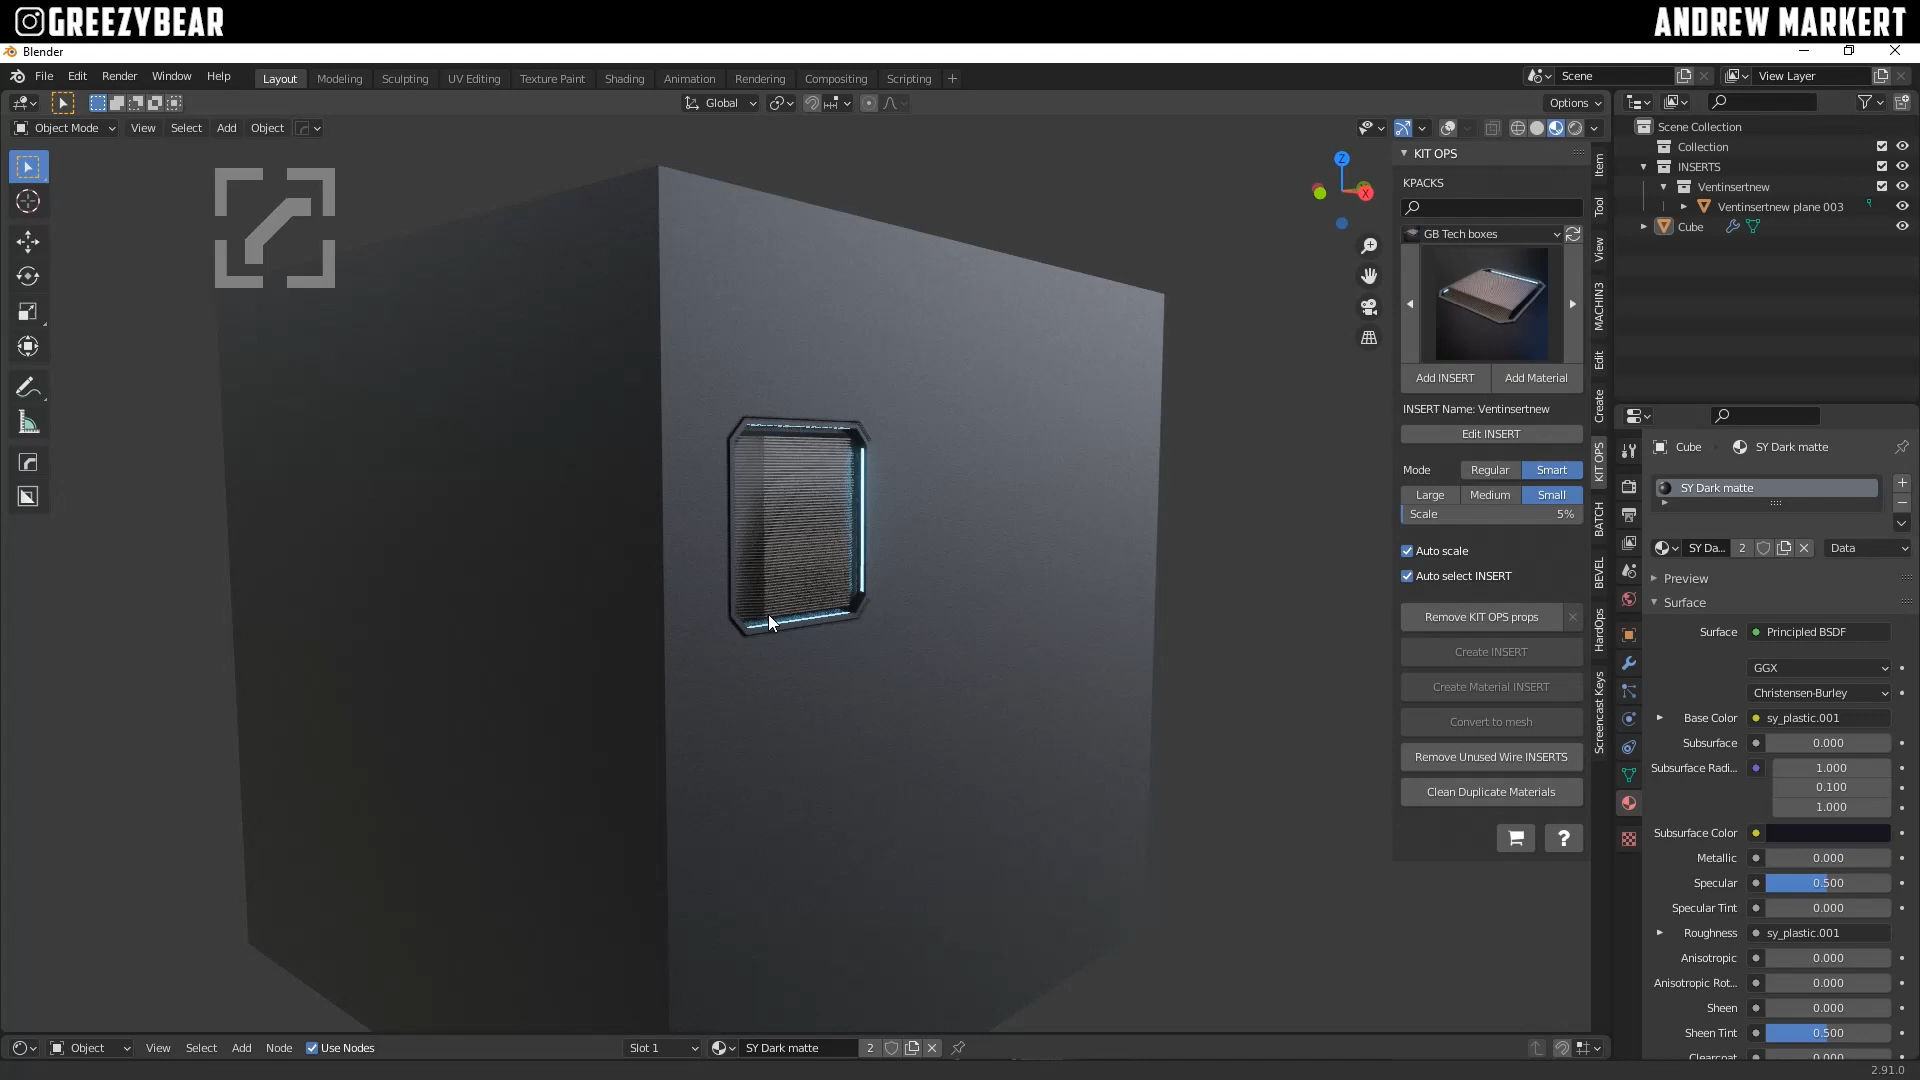 GREEZYBEAR
ANDREW MARKERT
Blender
File Edit Render Window Help
Layout Modeling Sculpting UV Editing Texture Paint Shading Animation Rendering Compositing Scripting +
Scene
View Layer
Global
Options
Object Mode View Select Add Object
Z
X
KIT OPS
KPACKS
GB Tech boxes
Add INSERT Add Material
INSERT Name: Ventinsertnew
Edit INSERT
Mode Regular Smart
Large Medium Small
Scale 5%
Auto scale
Auto select INSERT
Remove KIT OPS props
Create INSERT
Create Material INSERT
Convert to mesh
Remove Unused Wire INSERTS
Clean Duplicate Materials
?
Item
Tool
View
MACHIN3
Edit
Create
KIT OPS
BATCH
BEVEL
HardOps
Screencast Keys
Scene Collection
Collection
INSERTS
Ventinsertnew
Ventinsertnew plane 003
Cube
Cube SY Dark matte
SY Dark matte
SY Da... 2 Data
Preview
Surface
Surface Principled BSDF
GGX
Christensen-Burley
Base Color sy_plastic.001
Subsurface 0.000
Subsurface Radi... 1.000
0.100
1.000
Subsurface Color
Metallic 0.000
Specular 0.500
Specular Tint 0.000
Roughness sy_plastic.001
Anisotropic 0.000
Anisotropic Rot... 0.000
Sheen 0.000
Sheen Tint 0.500
Clearcoat 0.000
Object View Select Add Node Use Nodes Slot 1 SY Dark matte 2
2.91.0